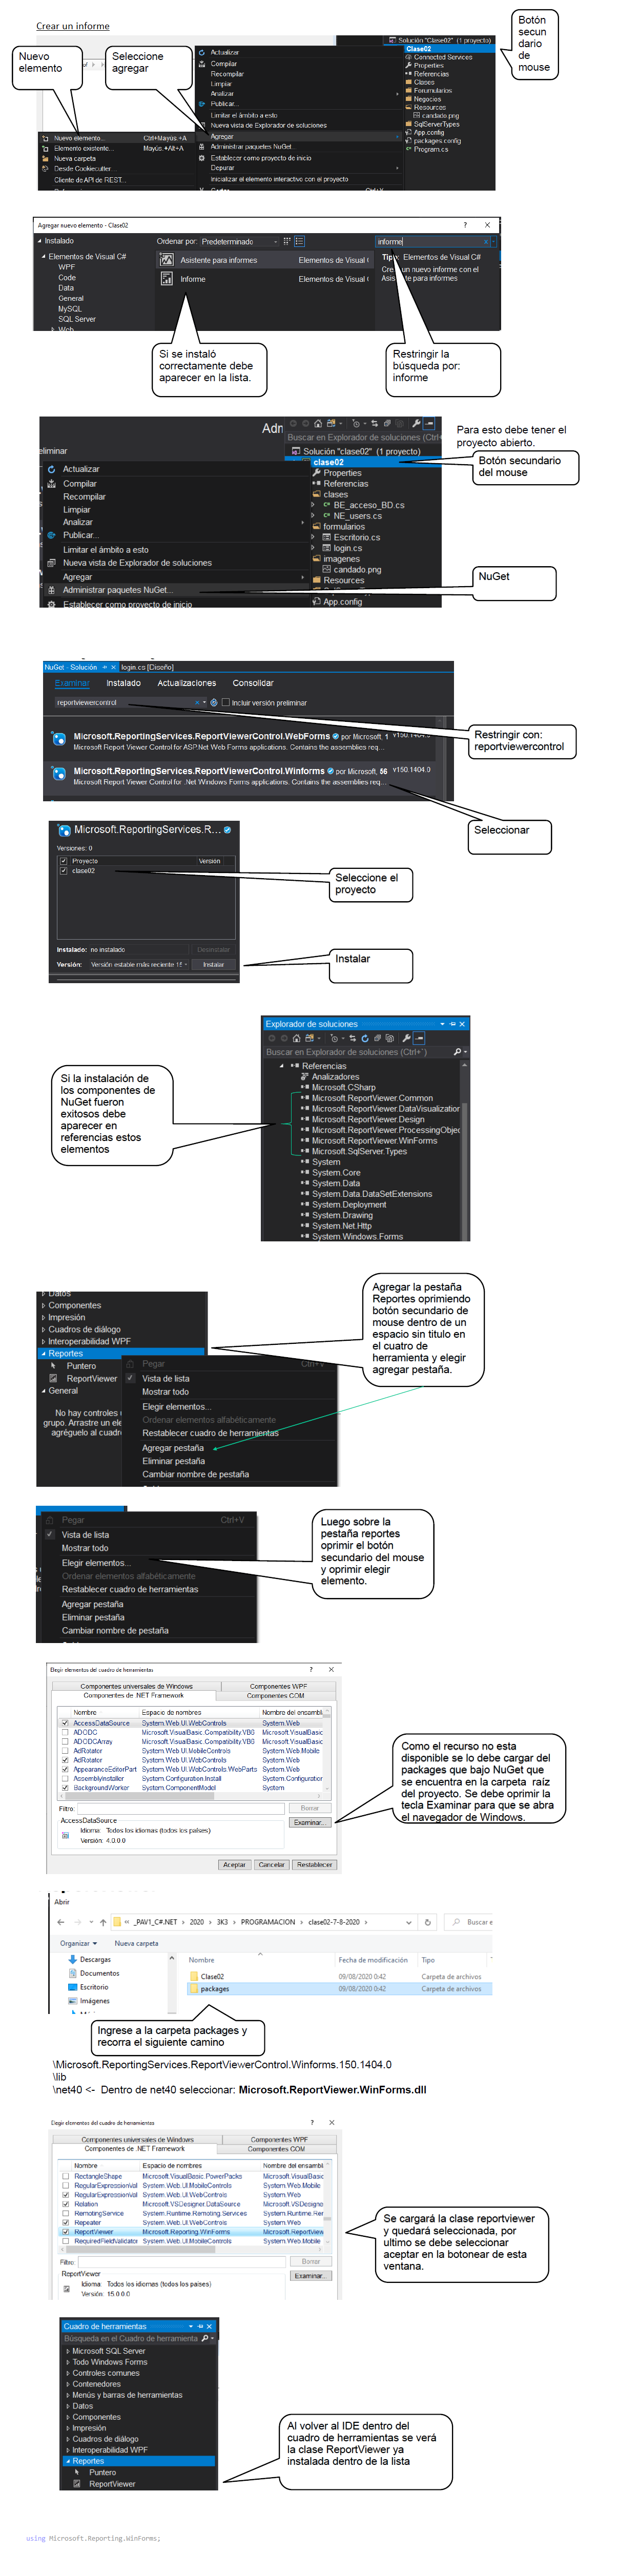 Crear un informe
Botón
secun
dario
de
mouse
Nuevo
elemento
Seleccione
agregar
Solución "Clase02" (1 proyecto)
Clase02
Connected Services
Properties
Referencias
Clases
Forumularios
Negocios
Resources
candado.png
SqlServerTypes
App.config
packages.config
Program.cs
Actualizar
Compilar
Recompilar
Limpiar
Analizar
Publicar...
Limitar el ámbito a esto
Nueva vista de Explorador de soluciones
Agregar
Administrar paquetes NuGet...
Establecer como proyecto de inicio
Depurar
Inicializar el elemento interactivo con el proyecto
Nuevo elemento... Ctrl+Mayús.+A
Elemento existente... Mayús.+Alt+A
Nueva carpeta
Desde Cookiecutter...
Cliente de API de REST...
Agregar nuevo elemento - Clase02
Instalado
Ordenar por: Predeterminado
informe
Elementos de Visual C#
WPF
Code
Data
General
MySQL
SQL Server
Web
Asistente para informes Elementos de Visual C
Informe Elementos de Visual C
Tipo: Elementos de Visual C#
Crea un nuevo informe con el
Asistente para informes
Si se instaló
correctamente debe
aparecer en la lista.
Restringir la
búsqueda por:
informe
Adn
Buscar en Explorador de soluciones (Ctrl+
eliminar
Solución "clase02" (1 proyecto)
clase02
Properties
Referencias
clases
BE_acceso_BD.cs
NE_users.cs
formularios
Escritorio.cs
login.cs
imagenes
candado.png
Resources
App.config
Actualizar
Compilar
Recompilar
Limpiar
Analizar
Publicar...
Limitar el ámbito a esto
Nueva vista de Explorador de soluciones
Agregar
Administrar paquetes NuGet...
Establecer como proyecto de inicio
Para esto debe tener el
proyecto abierto.
Botón secundario
del mouse
NuGet
NuGet - Solución login.cs [Diseño]
Examinar Instalado Actualizaciones Consolidar
reportviewercontrol Incluir versión preliminar
Microsoft.ReportingServices.ReportViewerControl.WebForms por Microsoft, 1 v150.1404.0
Microsoft Report Viewer Control for ASP.Net Web Forms applications. Contains the assemblies req...
Microsoft.ReportingServices.ReportViewerControl.Winforms por Microsoft, 56 v150.1404.0
Microsoft Report Viewer Control for .Net Windows Forms applications. Contains the assemblies req...
Restringir con:
reportviewercontrol
Seleccionar
Microsoft.ReportingServices.R...
Versiones: 0
Proyecto Versión
clase02
Instalado: no instalado Desinstalar
Versión: Versión estable más reciente 15 Instalar
Seleccione el
proyecto
Instalar
Explorador de soluciones
Buscar en Explorador de soluciones (Ctrl+´)
Referencias
Analizadores
Microsoft.CSharp
Microsoft.ReportViewer.Common
Microsoft.ReportViewer.DataVisualization
Microsoft.ReportViewer.Design
Microsoft.ReportViewer.ProcessingObjec
Microsoft.ReportViewer.WinForms
Microsoft.SqlServer.Types
System
System.Core
System.Data
System.Data.DataSetExtensions
System.Deployment
System.Drawing
System.Net.Http
System.Windows.Forms
Si la instalación de
los componentes de
NuGet fueron
exitosos debe
aparecer en
referencias estos
elementos
Datos
Componentes
Impresión
Cuadros de diálogo
Interoperabilidad WPF
Reportes
Puntero
ReportViewer
General
No hay controles
grupo. Arrastre un ele
agréguelo al cuadro
Pegar Ctrl+V
Vista de lista
Mostrar todo
Elegir elementos...
Ordenar elementos alfabéticamente
Restablecer cuadro de herramientas
Agregar pestaña
Eliminar pestaña
Cambiar nombre de pestaña
Agregar la pestaña
Reportes oprimiendo
botón secundario de
mouse dentro de un
espacio sin titulo en
el cuatro de
herramienta y elegir
agregar pestaña.
Pegar Ctrl+V
Vista de lista
Mostrar todo
Elegir elementos...
Ordenar elementos alfabéticamente
Restablecer cuadro de herramientas
Agregar pestaña
Eliminar pestaña
Cambiar nombre de pestaña
Luego sobre la
pestaña reportes
oprimir el botón
secundario del mouse
y oprimir elegir
elemento.
Elegir elementos del cuadro de herramientas
Componentes universales de Windows Componentes WPF
Componentes de .NET Framework Componentes COM
Nombre Espacio de nombres Nombre del ensambl
AccessDataSource System.Web.UI.WebControls System.Web
ADODC Microsoft.VisualBasic.Compatibility.VB6 Microsoft.VisualBasic
ADODCArray Microsoft.VisualBasic.Compatibility.VB6 Microsoft.VisualBasic
AdRotator System.Web.UI.MobileControls System.Web.Mobile
AdRotator System.Web.UI.WebControls System.Web
AppearanceEditorPart System.Web.UI.WebControls.WebParts System.Web
AssemblyInstaller System.Configuration.Install System.Configuration
BackgroundWorker System.ComponentModel System
Filtro: Borrar
AccessDataSource Examinar...
Idioma: Todos los idiomas (todos los países)
Versión: 4.0.0.0
Aceptar Cancelar Restablecer
Como el recurso no esta
disponible se lo debe cargar del
packages que bajo NuGet que
se encuentra en la carpeta raíz
del proyecto. Se debe oprimir la
tecla Examinar para que se abra
el navegador de Windows.
Abrir
« _PAV1_C#.NET > 2020 > 3K3 > PROGRAMACION > clase02-7-8-2020 > Buscar e
Organizar Nueva carpeta
Descargas
Documentos
Escritorio
Imágenes
Nombre Fecha de modificación Tipo
Clase02 09/08/2020 0:42 Carpeta de archivos
packages 09/08/2020 0:42 Carpeta de archivos
Ingrese a la carpeta packages y
recorra el siguiente camino
\Microsoft.ReportingServices.ReportViewerControl.Winforms.150.1404.0
\lib
\net40 <- Dentro de net40 seleccionar: Microsoft.ReportViewer.WinForms.dll
Elegir elementos del cuadro de herramientas
Componentes universales de Windows Componentes WPF
Componentes de .NET Framework Componentes COM
Nombre Espacio de nombres Nombre del ensambl
RectangleShape Microsoft.VisualBasic.PowerPacks Microsoft.VisualBasic
RegularExpressionVal System.Web.UI.MobileControls System.Web.Mobile
RegularExpressionVal System.Web.UI.WebControls System.Web
Relation Microsoft.VSDesigner.DataSource Microsoft.VSDesigne
RemotingService System.Runtime.Remoting.Services System.Runtime.Rer
Repeater System.Web.UI.WebControls System.Web
ReportViewer Microsoft.Reporting.WinForms Microsoft.ReportView
RequiredFieldValidator System.Web.UI.MobileControls System.Web.Mobile
Filtro: Borrar
ReportViewer Examinar...
Idioma: Todos los idiomas (todos los países)
Versión: 15.0.0.0
Se cargará la clase reportviewer
y quedará seleccionada, por
ultimo se debe seleccionar
aceptar en la botonear de esta
ventana.
Cuadro de herramientas
Búsqueda en el Cuadro de herramienta
Microsoft SQL Server
Todo Windows Forms
Controles comunes
Contenedores
Menús y barras de herramientas
Datos
Componentes
Impresión
Cuadros de diálogo
Interoperabilidad WPF
Reportes
Puntero
ReportViewer
Al volver al IDE dentro del
cuadro de herramientas se verá
la clase ReportViewer ya
instalada dentro de la lista
using Microsoft.Reporting.WinForms;